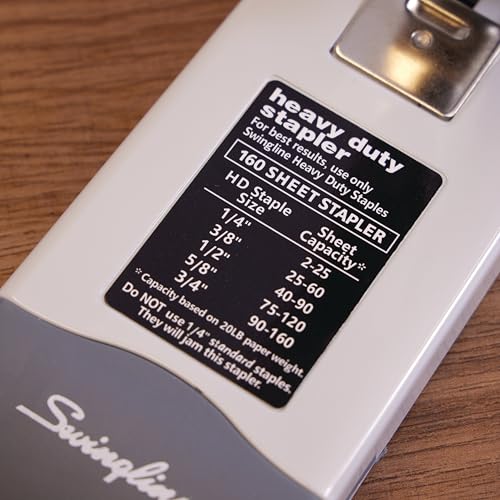 heavy duty
stapler
For best results, use only
Swingline Heavy Duty Staples
160 SHEET STAPLER
HD Staple Size Sheet Capacity*
1/4" 2-25
3/8" 25-60
1/2" 40-90
5/8" 75-120
3/4" 90-160
* Capacity based on 20LB paper weight.
Do NOT use 1/4" standard staples.
They will jam this stapler.
Swingline